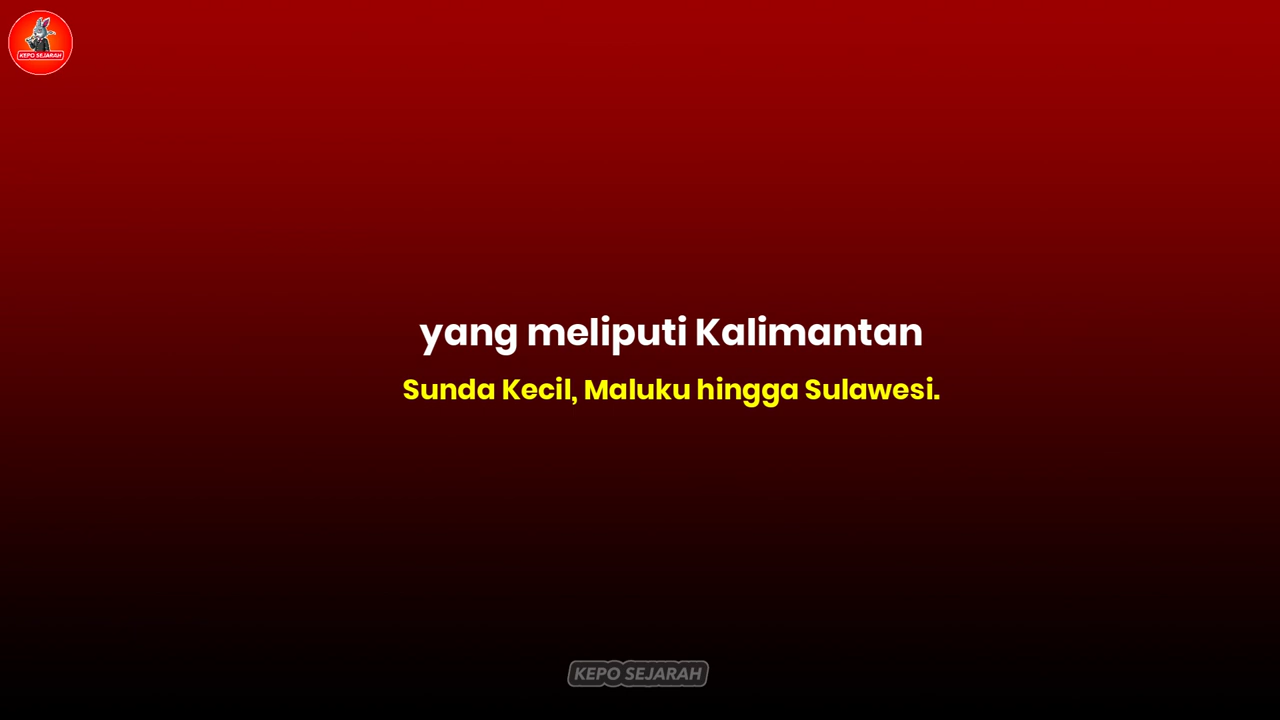 KEPO SEJARAH
yang meliputi Kalimantan
Sunda Kecil, Maluku hingga Sulawesi.
KEPO SEJARAH